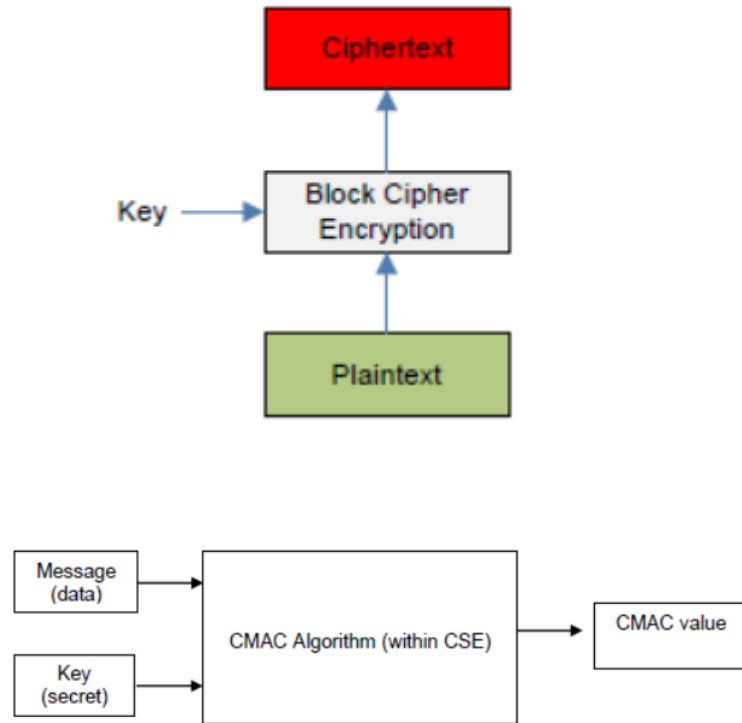 Ciphertext
Key
Block Cipher
Encryption
Plaintext
Message
(data)
Key
(secret)
CMAC Algorithm (within CSE)
CMAC value